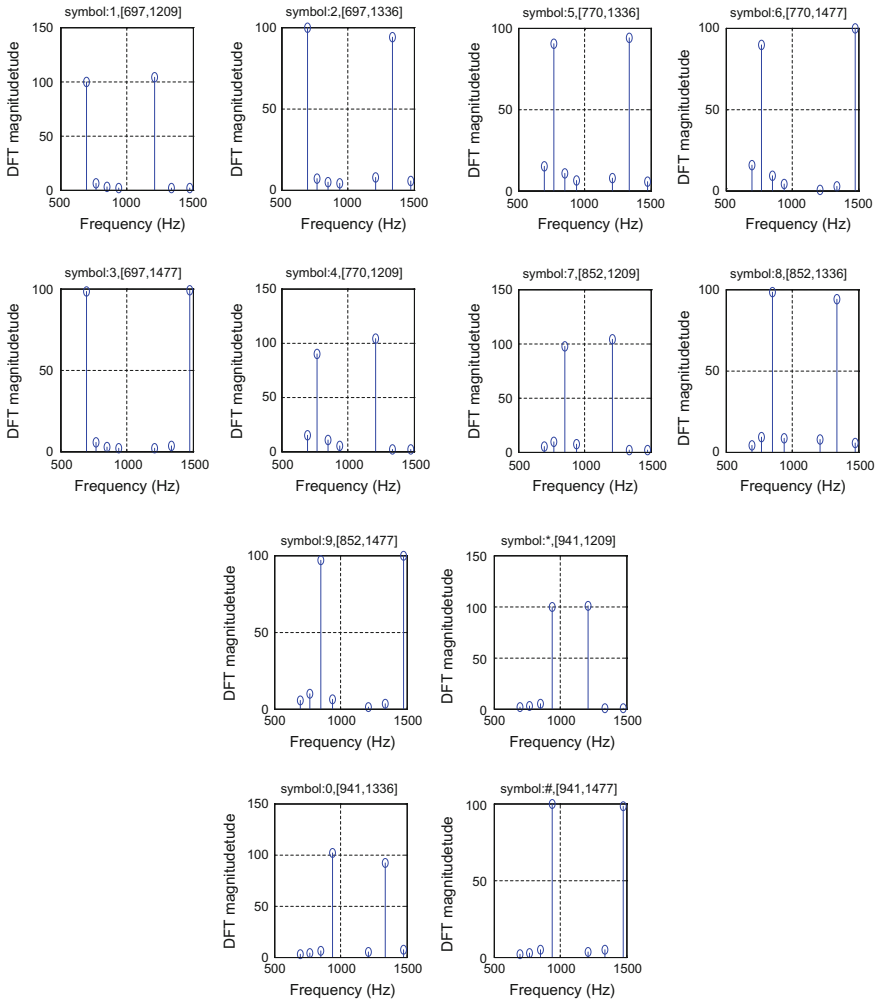 symbol:1,[697,1209]
150
100
50
0
500 1000 1500
DFT magnitudetude
Frequency (Hz)
symbol:2,[697,1336]
100
50
0
500 1000 1500
DFT magnitudetude
Frequency (Hz)
symbol:5,[770,1336]
100
50
0
500 1000 1500
DFT magnitudetude
Frequency (Hz)
symbol:6,[770,1477]
100
50
0
500 1000 1500
DFT magnitudetude
Frequency (Hz)
symbol:3,[697,1477]
100
50
0
500 1000 1500
DFT magnitudetude
Frequency (Hz)
symbol:4,[770,1209]
150
100
50
0
500 1000 1500
DFT magnitudetude
Frequency (Hz)
symbol:7,[852,1209]
150
100
50
0
500 1000 1500
DFT magnitudetude
Frequency (Hz)
symbol:8,[852,1336]
100
50
0
500 1000 1500
DFT magnitudetude
Frequency (Hz)
symbol:9,[852,1477]
100
50
0
500 1000 1500
DFT magnitudetude
Frequency (Hz)
symbol:*,[941,1209]
150
100
50
0
500 1000 1500
DFT magnitudetude
Frequency (Hz)
symbol:0,[941,1336]
150
100
50
0
500 1000 1500
DFT magnitudetude
Frequency (Hz)
symbol:#,[941,1477]
100
50
0
500 1000 1500
DFT magnitudetude
Frequency (Hz)